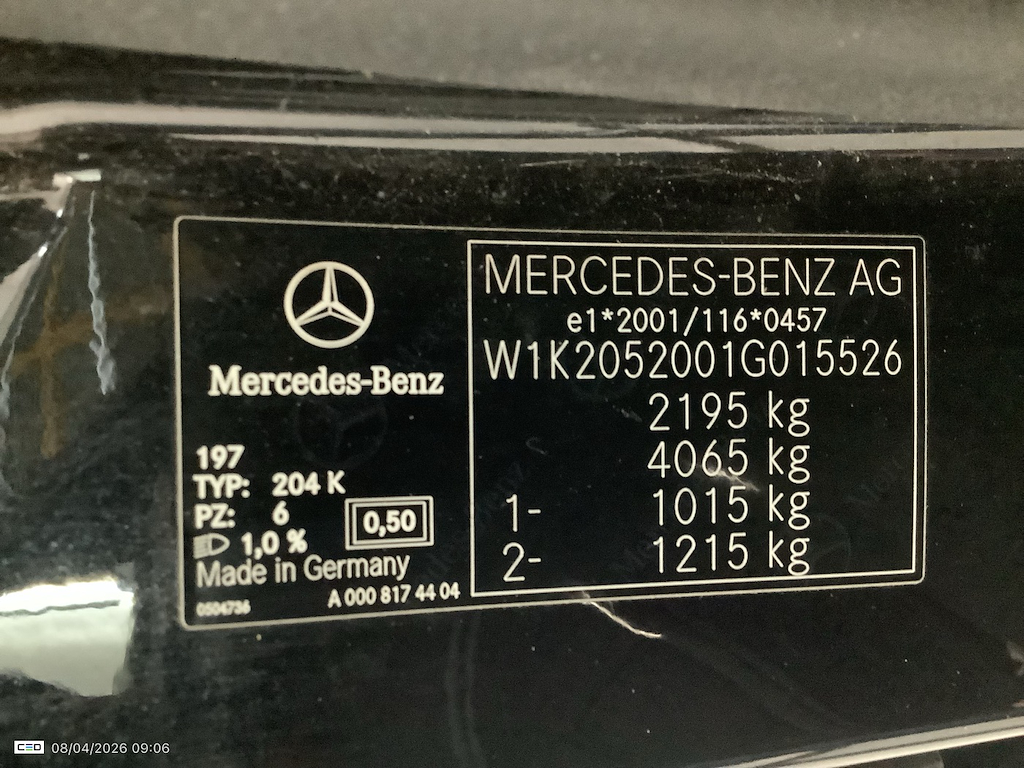 Mercedes-Benz
197
TYP: 204 K
PZ: 6
0,50
1,0 %
Made in Germany
0504736
A 000 817 44 04
MERCEDES-BENZ AG
e1*2001/116*0457
W1K2052001G015526
2195 kg
4065 kg
1- 1015 kg
2- 1215 kg
CEO 08/04/2026 09:06